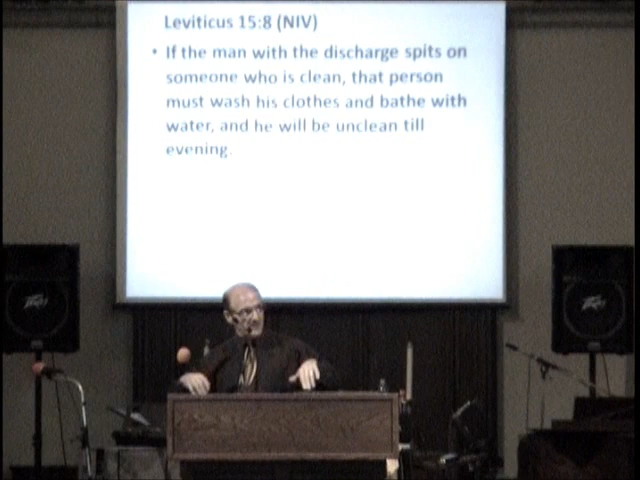 Leviticus 15:8 (NIV)
• If the man with the discharge spits on
someone who is clean, that person
must wash his clothes and bathe with
water, and he will be unclean till
evening.